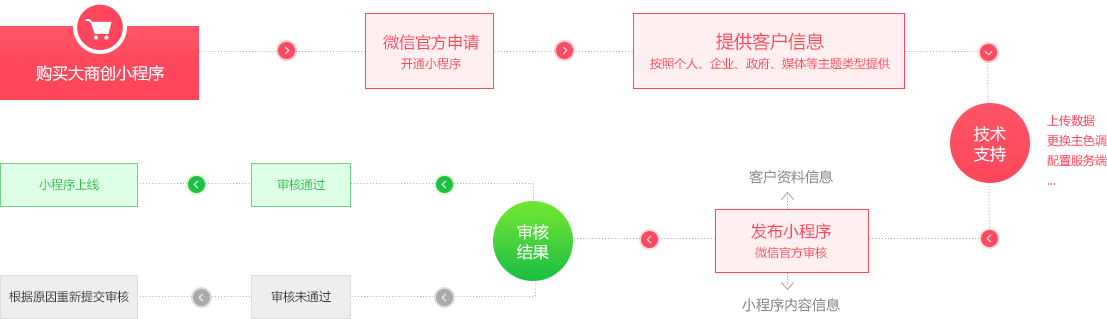 购买大商创小程序
微信官方申请
开通小程序
提供客户信息
按照个人、企业、政府、媒体等主题类型提供
技术
支持
上传数据
更换主色调
配置服务端
...
客户资料信息
发布小程序
微信官方审核
小程序内容信息
审核
结果
审核通过
小程序上线
审核未通过
根据原因重新提交审核